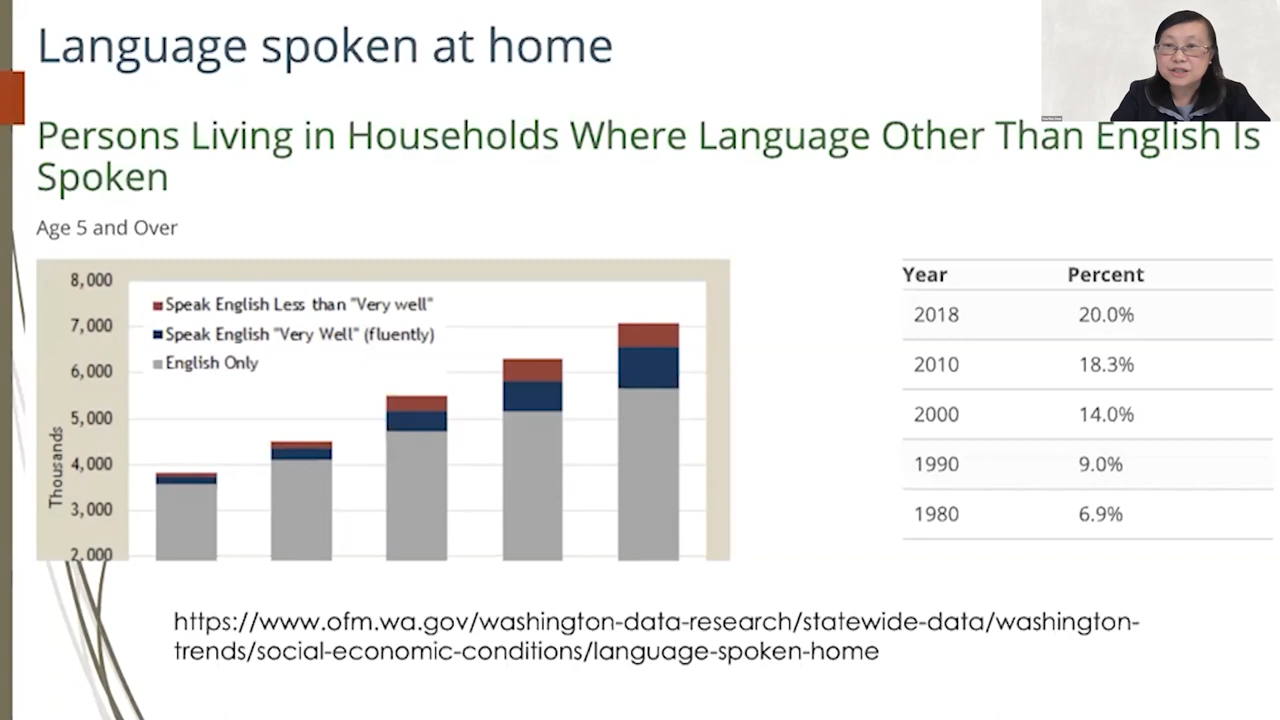 Language spoken at home
Persons Living in Households Where Language Other Than English Is
Spoken
Age 5 and Over
8,000
7,000
6,000
5,000
4,000
3,000
2,000
Thousands
Speak English Less than "Very well"
Speak English "Very Well" (fluently)
English Only
Year Percent
2018 20.0%
2010 18.3%
2000 14.0%
1990 9.0%
1980 6.9%
https://www.ofm.wa.gov/washington-data-research/statewide-data/washington-
trends/social-economic-conditions/language-spoken-home